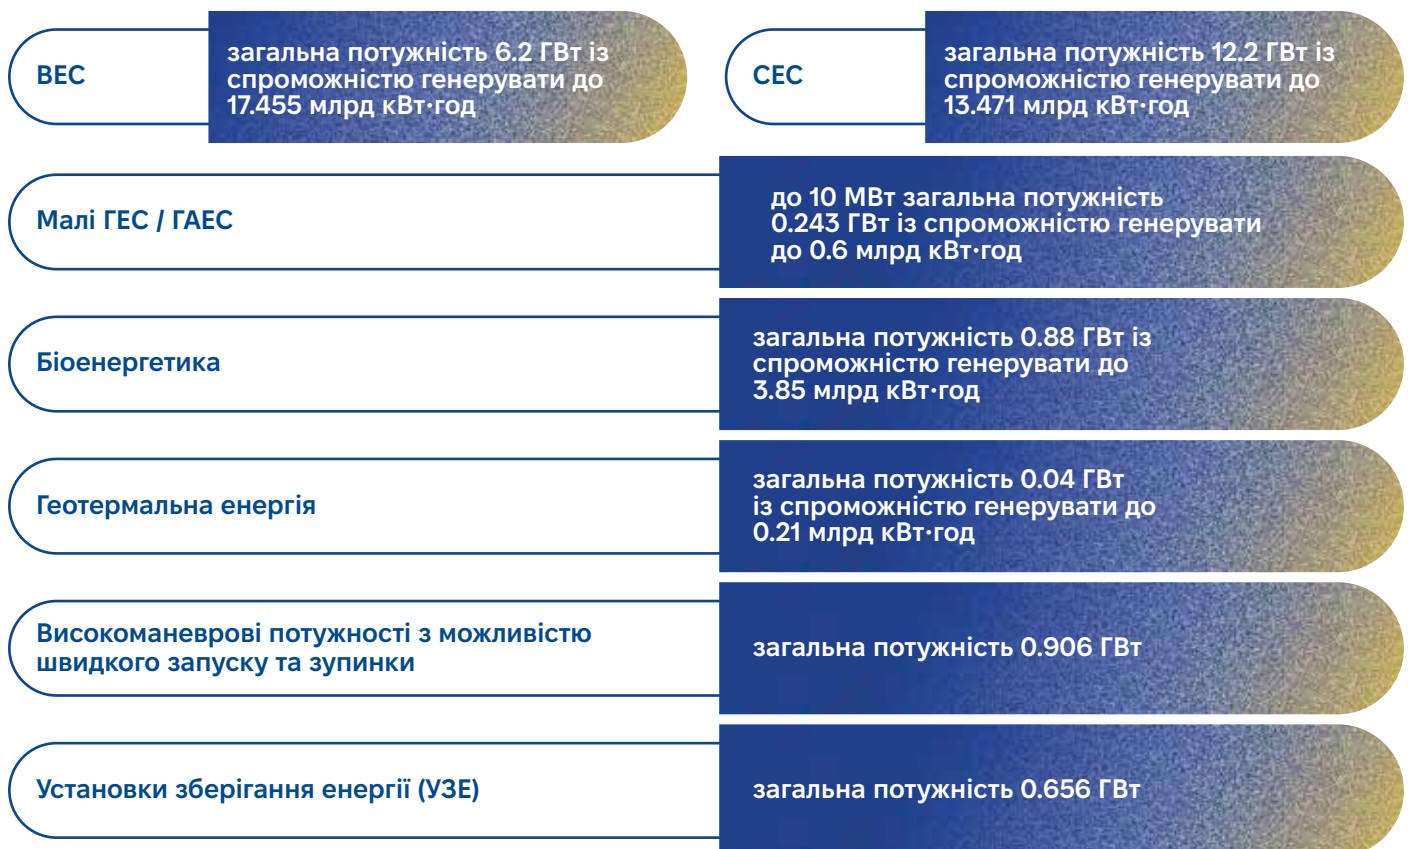 ВЕС
загальна потужність 6.2 ГВт із
спроможністю генерувати до
17.455 млрд кВт·год
СЕС
загальна потужність 12.2 ГВт із
спроможністю генерувати до
13.471 млрд кВт·год
Малі ГЕС / ГАЕС
до 10 МВт загальна потужність
0.243 ГВт із спроможністю генерувати
до 0.6 млрд кВт·год
Біоенергетика
загальна потужність 0.88 ГВт із
спроможністю генерувати до
3.85 млрд кВт·год
Геотермальна енергія
загальна потужність 0.04 ГВт
із спроможністю генерувати до
0.21 млрд кВт·год
Високоманеврові потужності з можливістю
швидкого запуску та зупинки
загальна потужність 0.906 ГВт
Установки зберігання енергії (УЗЕ)
загальна потужність 0.656 ГВт